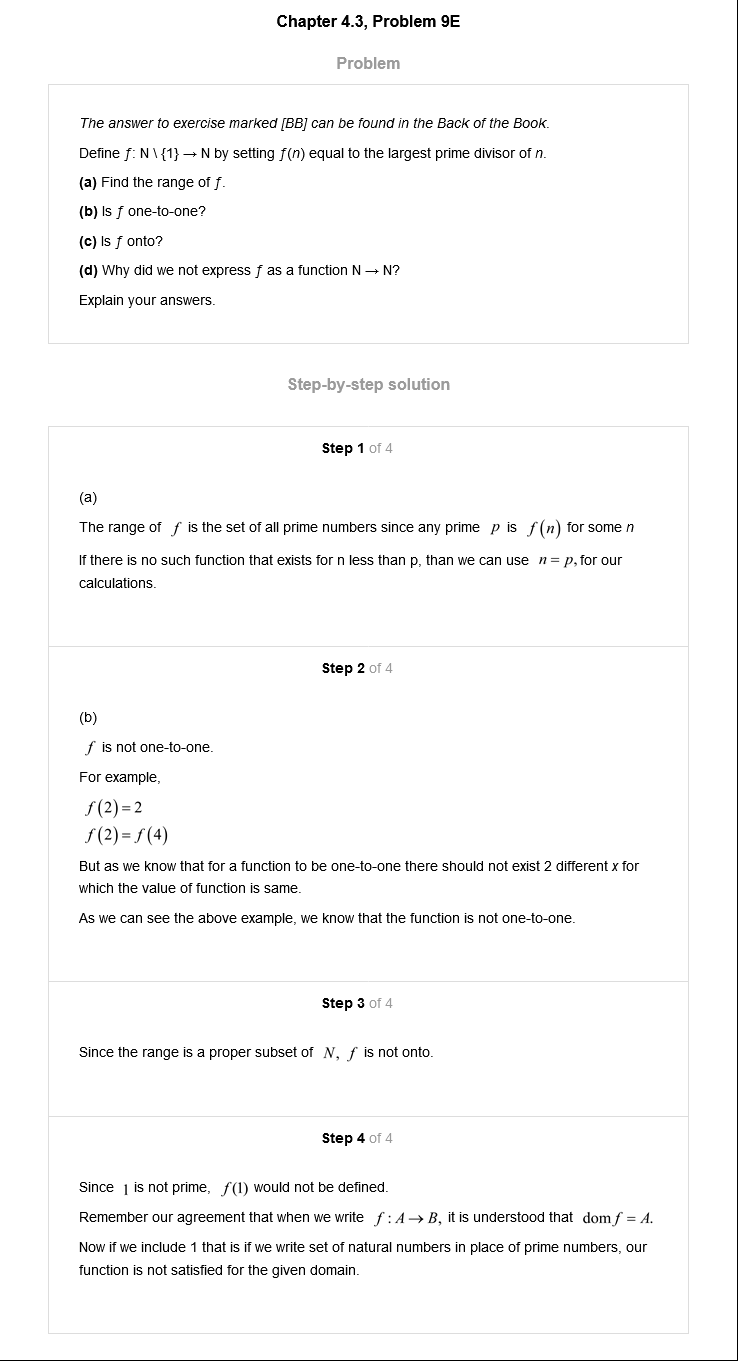 Chapter 4.3, Problem 9E
Problem
The answer to exercise marked [BB] can be found in the Back of the Book.
Define f: N \ {1} → N by setting f(n) equal to the largest prime divisor of n.
(a) Find the range of f.
(b) Is f one-to-one?
(c) Is f onto?
(d) Why did we not express f as a function N → N?
Explain your answers.
Step-by-step solution
Step 1 of 4
(a)
The range of f is the set of all prime numbers since any prime p is f(n) for some n
If there is no such function that exists for n less than p, than we can use n = p, for our
calculations.
Step 2 of 4
(b)
f is not one-to-one.
For example,
f(2) = 2
f(2) = f(4)
But as we know that for a function to be one-to-one there should not exist 2 different x for
which the value of function is same.
As we can see the above example, we know that the function is not one-to-one.
Step 3 of 4
Since the range is a proper subset of N, f is not onto.
Step 4 of 4
Since 1 is not prime, f(1) would not be defined.
Remember our agreement that when we write f : A → B, it is understood that dom f = A.
Now if we include 1 that is if we write set of natural numbers in place of prime numbers, our
function is not satisfied for the given domain.